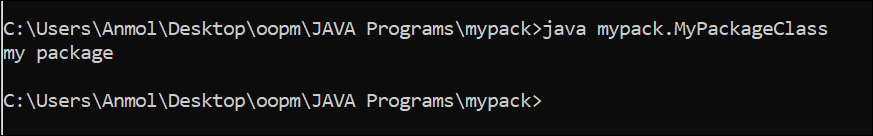 C:\Users\Anmol\Desktop\oopm\JAVA Programs\mypack>java mypack.MyPackageClass
my package
C:\Users\Anmol\Desktop\oopm\JAVA Programs\mypack>